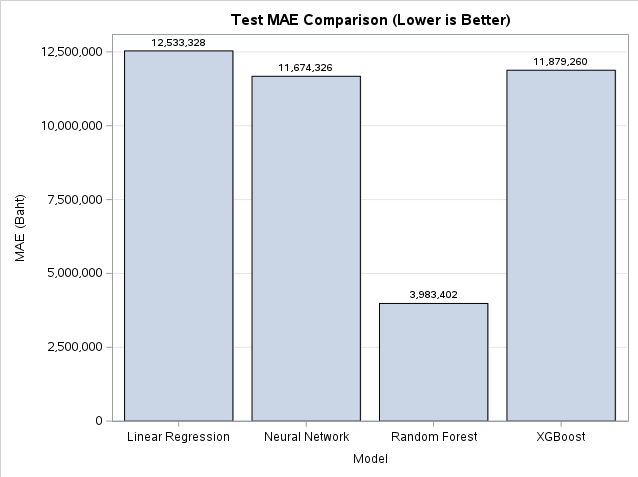 Test MAE Comparison (Lower is Better)
12,533,328
11,674,326
3,983,402
11,879,260
MAE (Baht)
12,500,000
10,000,000
7,500,000
5,000,000
2,500,000
0
Linear Regression Neural Network Random Forest XGBoost
Model